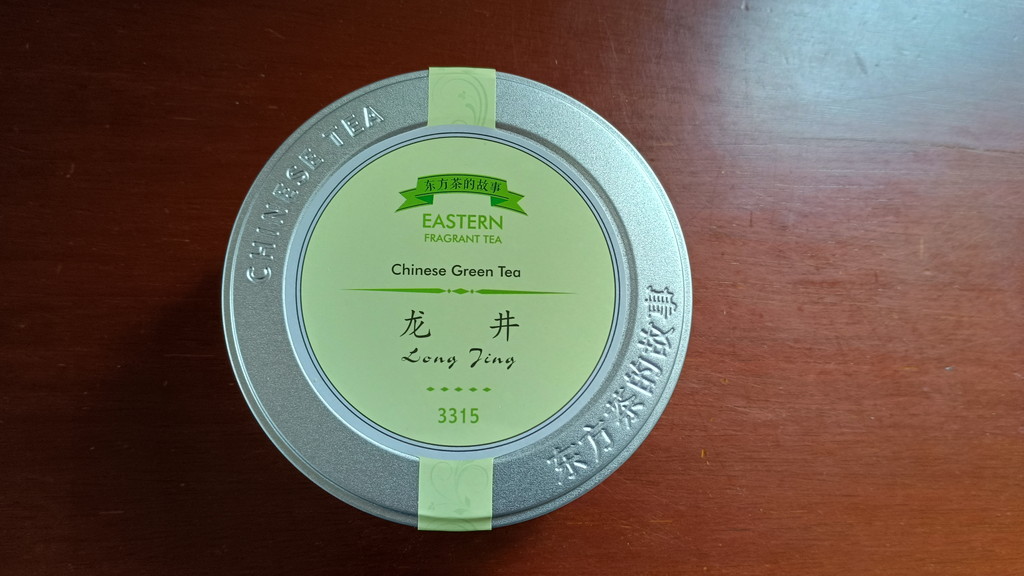 CHINESE TEA
东方茶的故事
EASTERN
FRAGRANT TEA
Chinese Green Tea
龙 井
Long Jing
3315
东方茶的故事